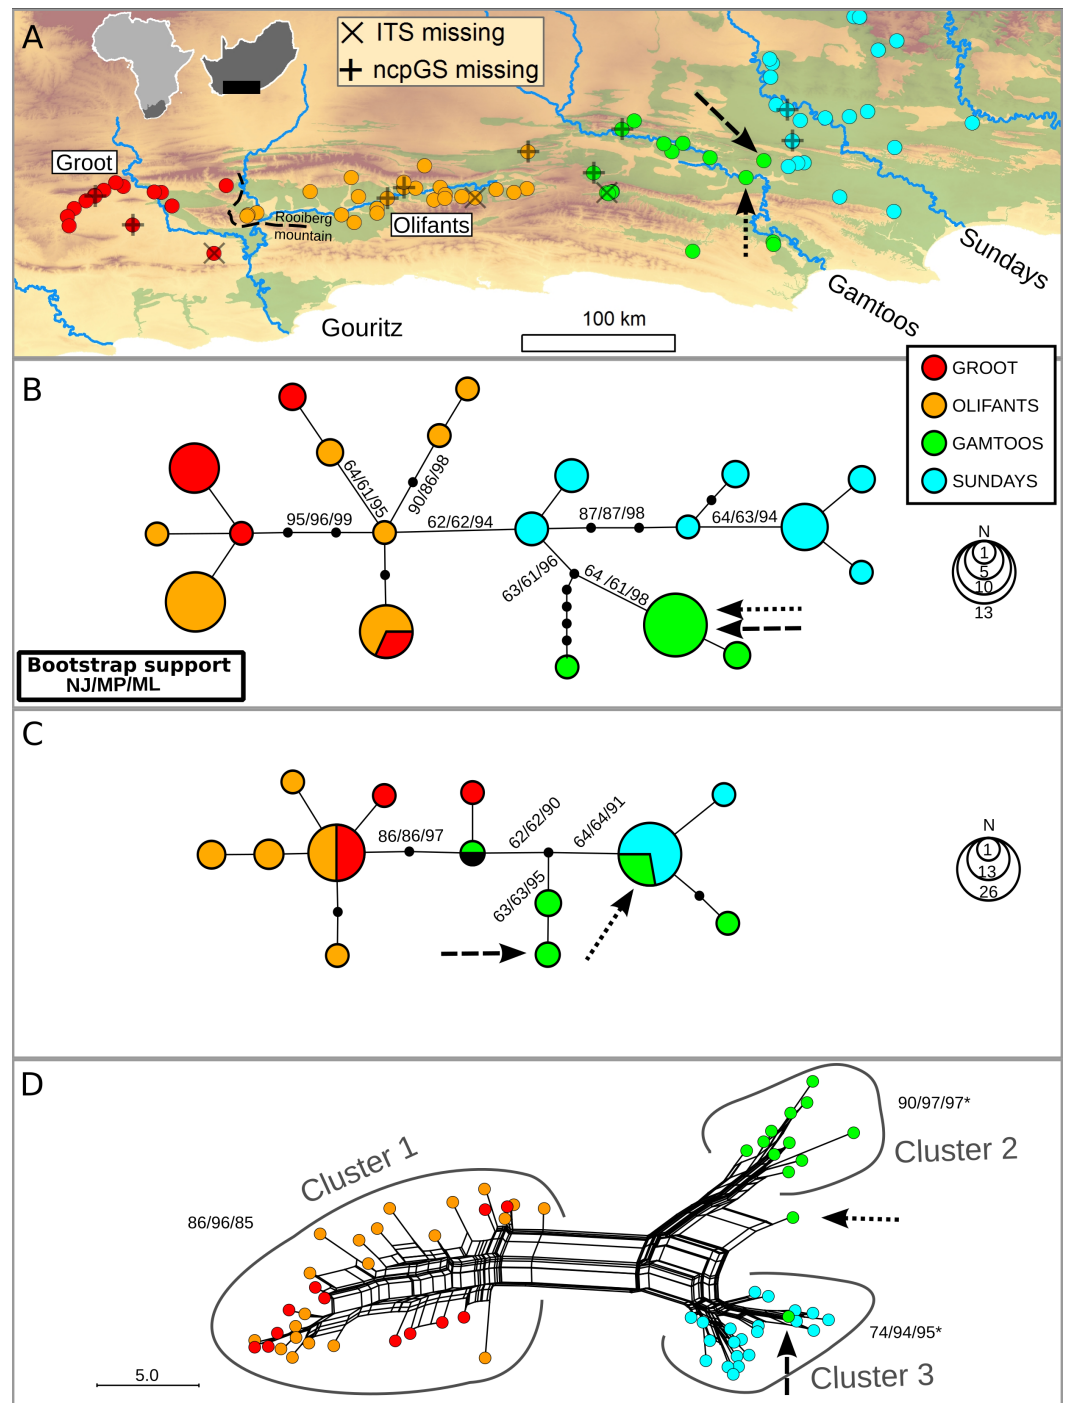 A
ITS missing
ncpGS missing
Groot
Rooiberg
mountain
Olifants
Gouritz
100 km
Gamtoos
Sundays
GROOT
OLIFANTS
GAMTOOS
SUNDAYS
B
64/61/95
90/86/98
95/96/99
62/62/94
87/87/98
64/63/94
63/61/96
64 /61/98
N
1
5
10
13
Bootstrap support
NJ/MP/ML
C
86/86/97
62/62/90
64/64/91
63/63/95
N
1
13
26
D
90/97/97*
Cluster 2
Cluster 1
86/96/85
74/94/95*
Cluster 3
5.0